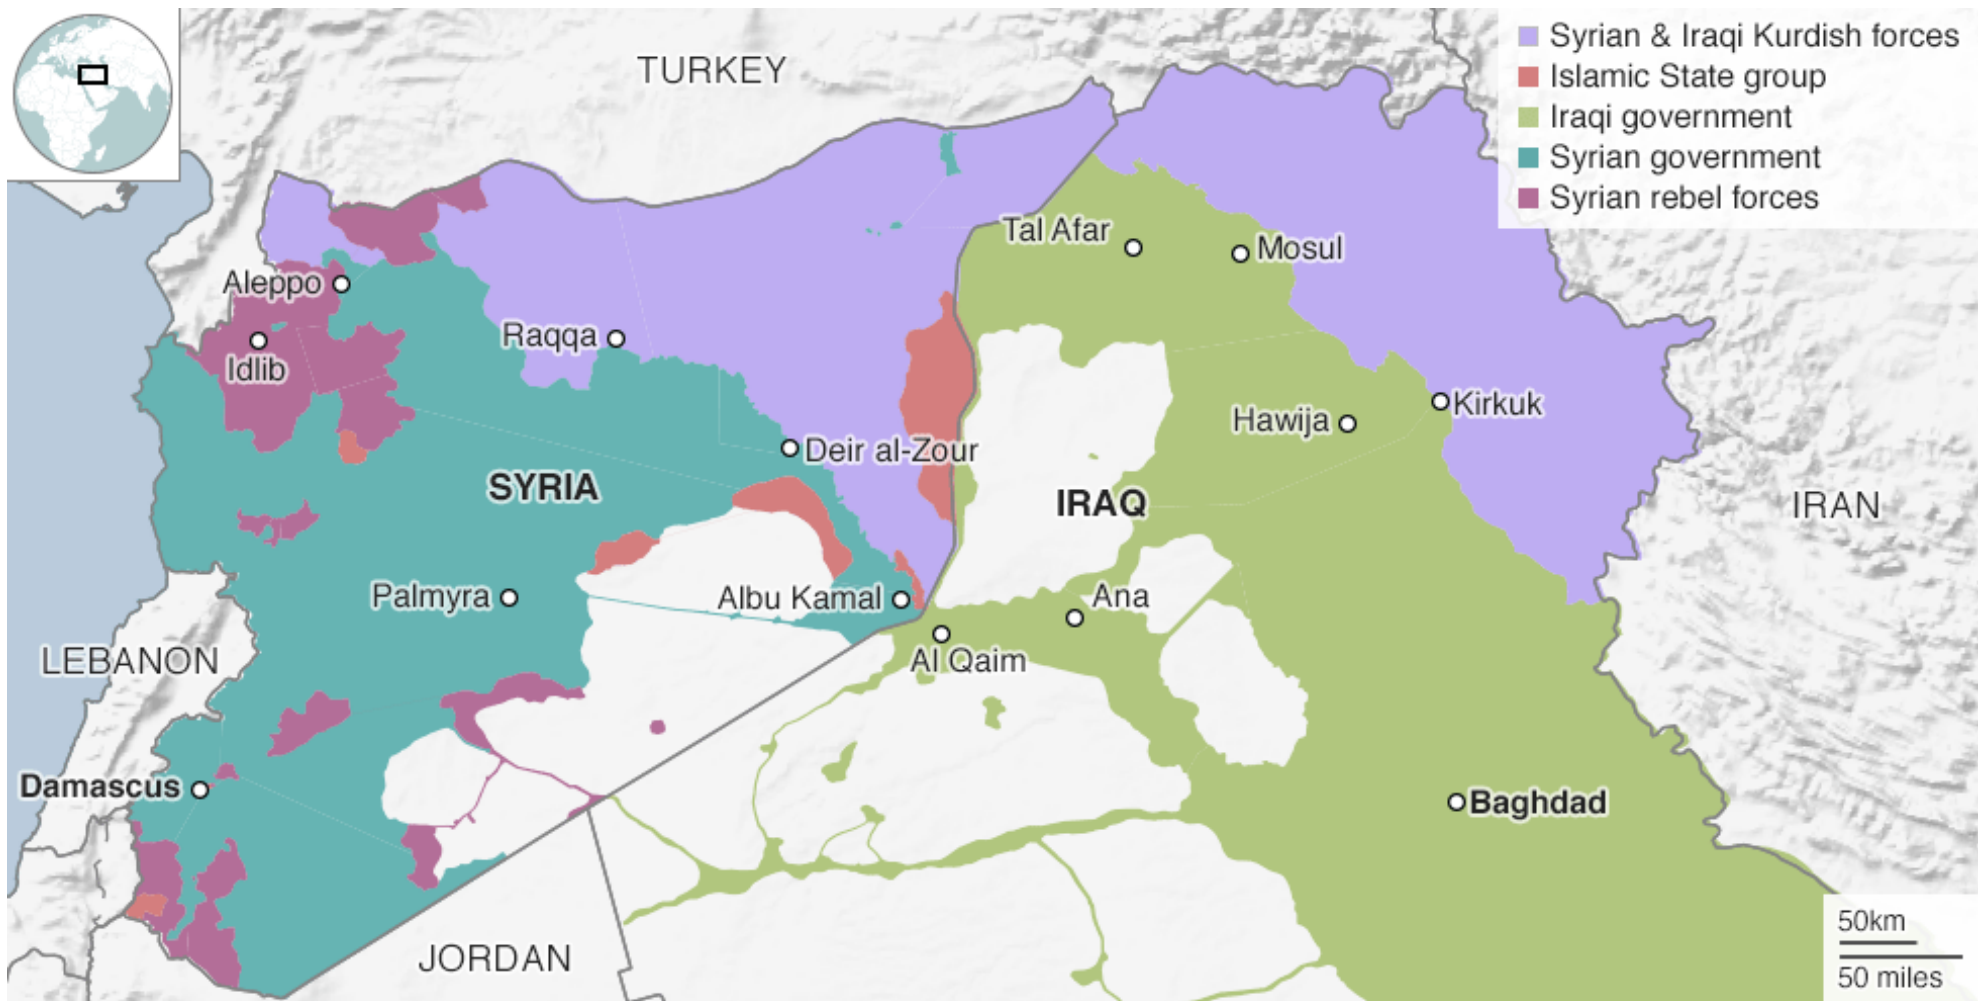 Syrian & Iraqi Kurdish forces
Islamic State group
Iraqi government
Syrian government
Syrian rebel forces
TURKEY
Tal Afar
Mosul
Aleppo
Raqqa
Idlib
Hawija
Kirkuk
Deir al-Zour
SYRIA
IRAQ
IRAN
Palmyra
Albu Kamal
Ana
LEBANON
Al Qaim
Damascus
Baghdad
JORDAN
50km
50 miles